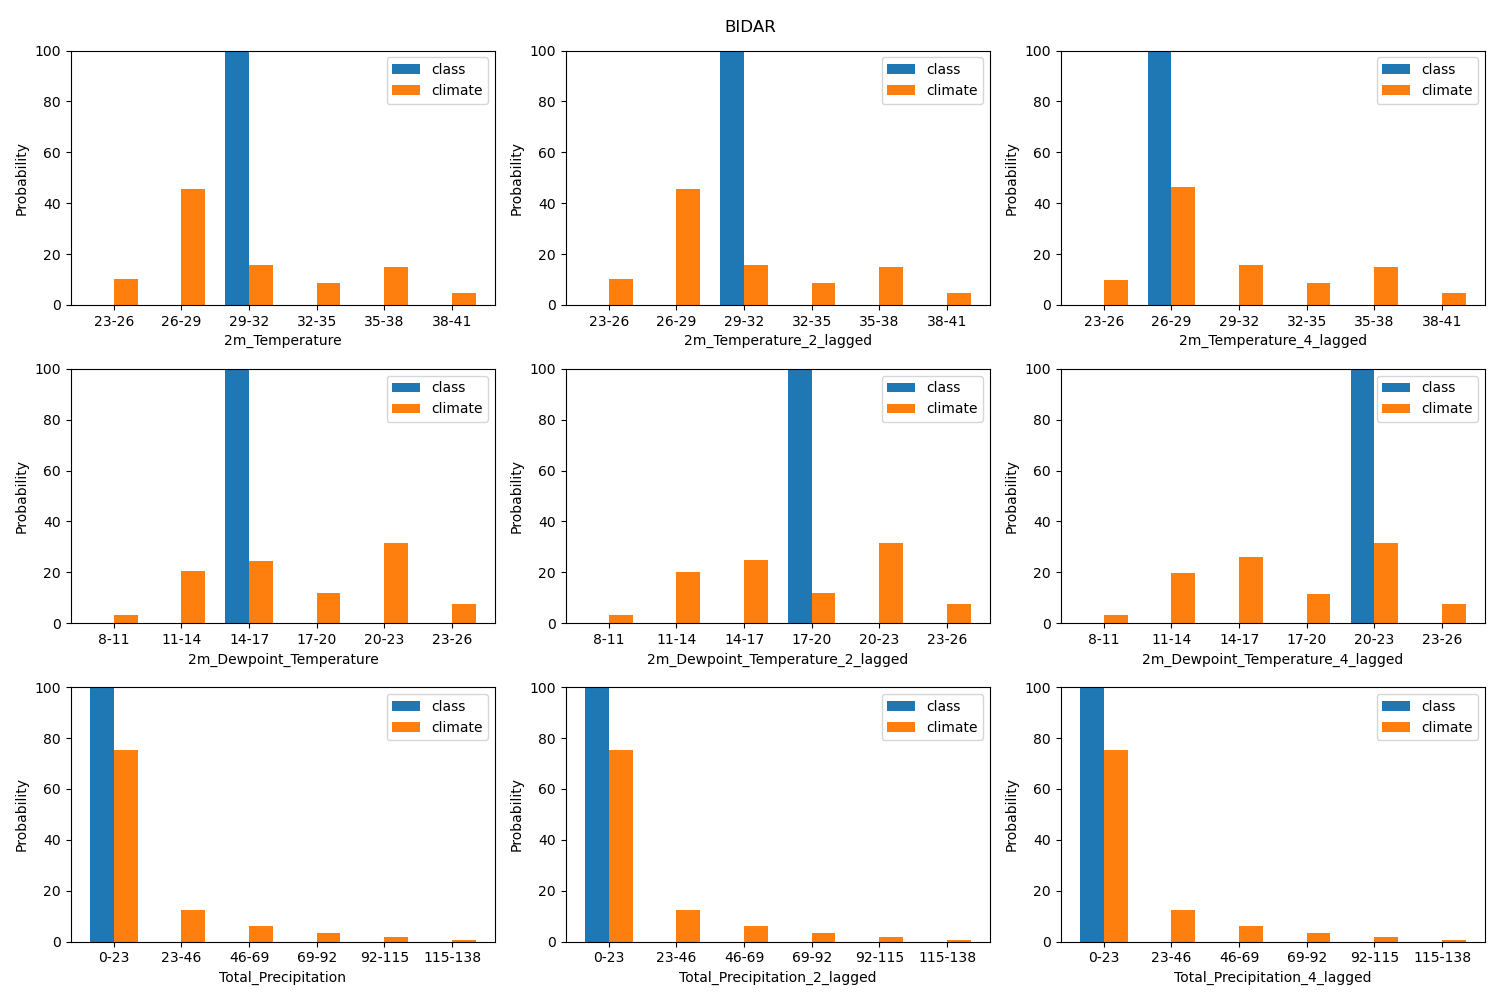 BIDAR
100
80
60
40
20
0
Probability
class
climate
23-26 26-29 29-32 32-35 35-38 38-41
2m_Temperature
100
80
60
40
20
0
Probability
class
climate
23-26 26-29 29-32 32-35 35-38 38-41
2m_Temperature_2_lagged
100
80
60
40
20
0
Probability
class
climate
23-26 26-29 29-32 32-35 35-38 38-41
2m_Temperature_4_lagged
100
80
60
40
20
0
Probability
class
climate
8-11 11-14 14-17 17-20 20-23 23-26
2m_Dewpoint_Temperature
100
80
60
40
20
0
Probability
class
climate
8-11 11-14 14-17 17-20 20-23 23-26
2m_Dewpoint_Temperature_2_lagged
100
80
60
40
20
0
Probability
class
climate
8-11 11-14 14-17 17-20 20-23 23-26
2m_Dewpoint_Temperature_4_lagged
100
80
60
40
20
0
Probability
class
climate
0-23 23-46 46-69 69-92 92-115 115-138
Total_Precipitation
100
80
60
40
20
0
Probability
class
climate
0-23 23-46 46-69 69-92 92-115 115-138
Total_Precipitation_2_lagged
100
80
60
40
20
0
Probability
class
climate
0-23 23-46 46-69 69-92 92-115 115-138
Total_Precipitation_4_lagged